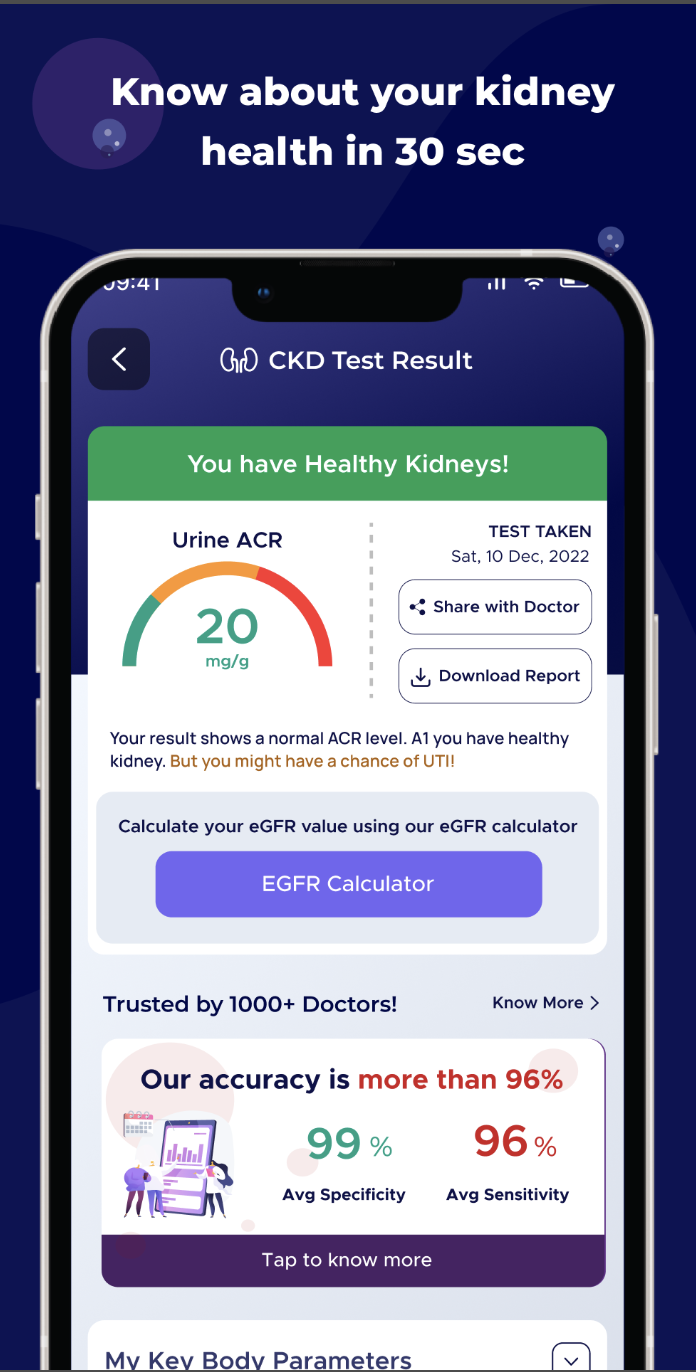 Know about your kidney
health in 30 sec
09:41
CKD Test Result
You have Healthy Kidneys!
Urine ACR
20
mg/g
TEST TAKEN
Sat, 10 Dec, 2022
Share with Doctor
Download Report
Your result shows a normal ACR level. A1 you have healthy
kidney. But you might have a chance of UTI!
Calculate your eGFR value using our eGFR calculator
EGFR Calculator
Trusted by 1000+ Doctors!
Know More
Our accuracy is more than 96%
99 %
Avg Specificity
96 %
Avg Sensitivity
Tap to know more
My Key Body Parameters